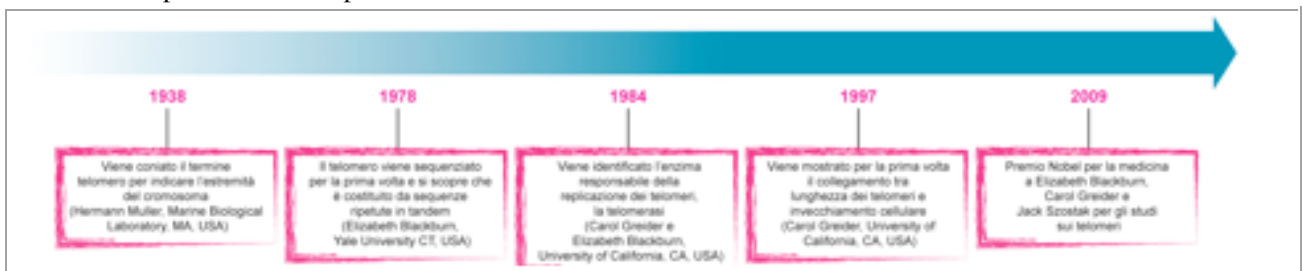 1938
1978
1984
1997
2009
Viene coniato il termine
telomero per indicare l'estremità
del cromosoma
(Hermann Muller, Marine Biological
Laboratory, MA, USA)
Il telomero viene sequenziato
per la prima volta e si scopre che
è costituito da sequenze
ripetute in tandem
(Elizabeth Blackburn,
Yale University CT, USA)
Viene identificato l'enzima
responsabile della
replicazione dei telomeri,
la telomerasi
(Carol Greider e
Elizabeth Blackburn,
University of California, CA, USA)
Viene mostrato per la prima volta
il collegamento tra
lunghezza dei telomeri e
invecchiamento cellulare
(Carol Greider, University of
California, CA, USA)
Premio Nobel per la medicina
a Elizabeth Blackburn,
Carol Greider e
Jack Szostak per gli studi
sui telomeri